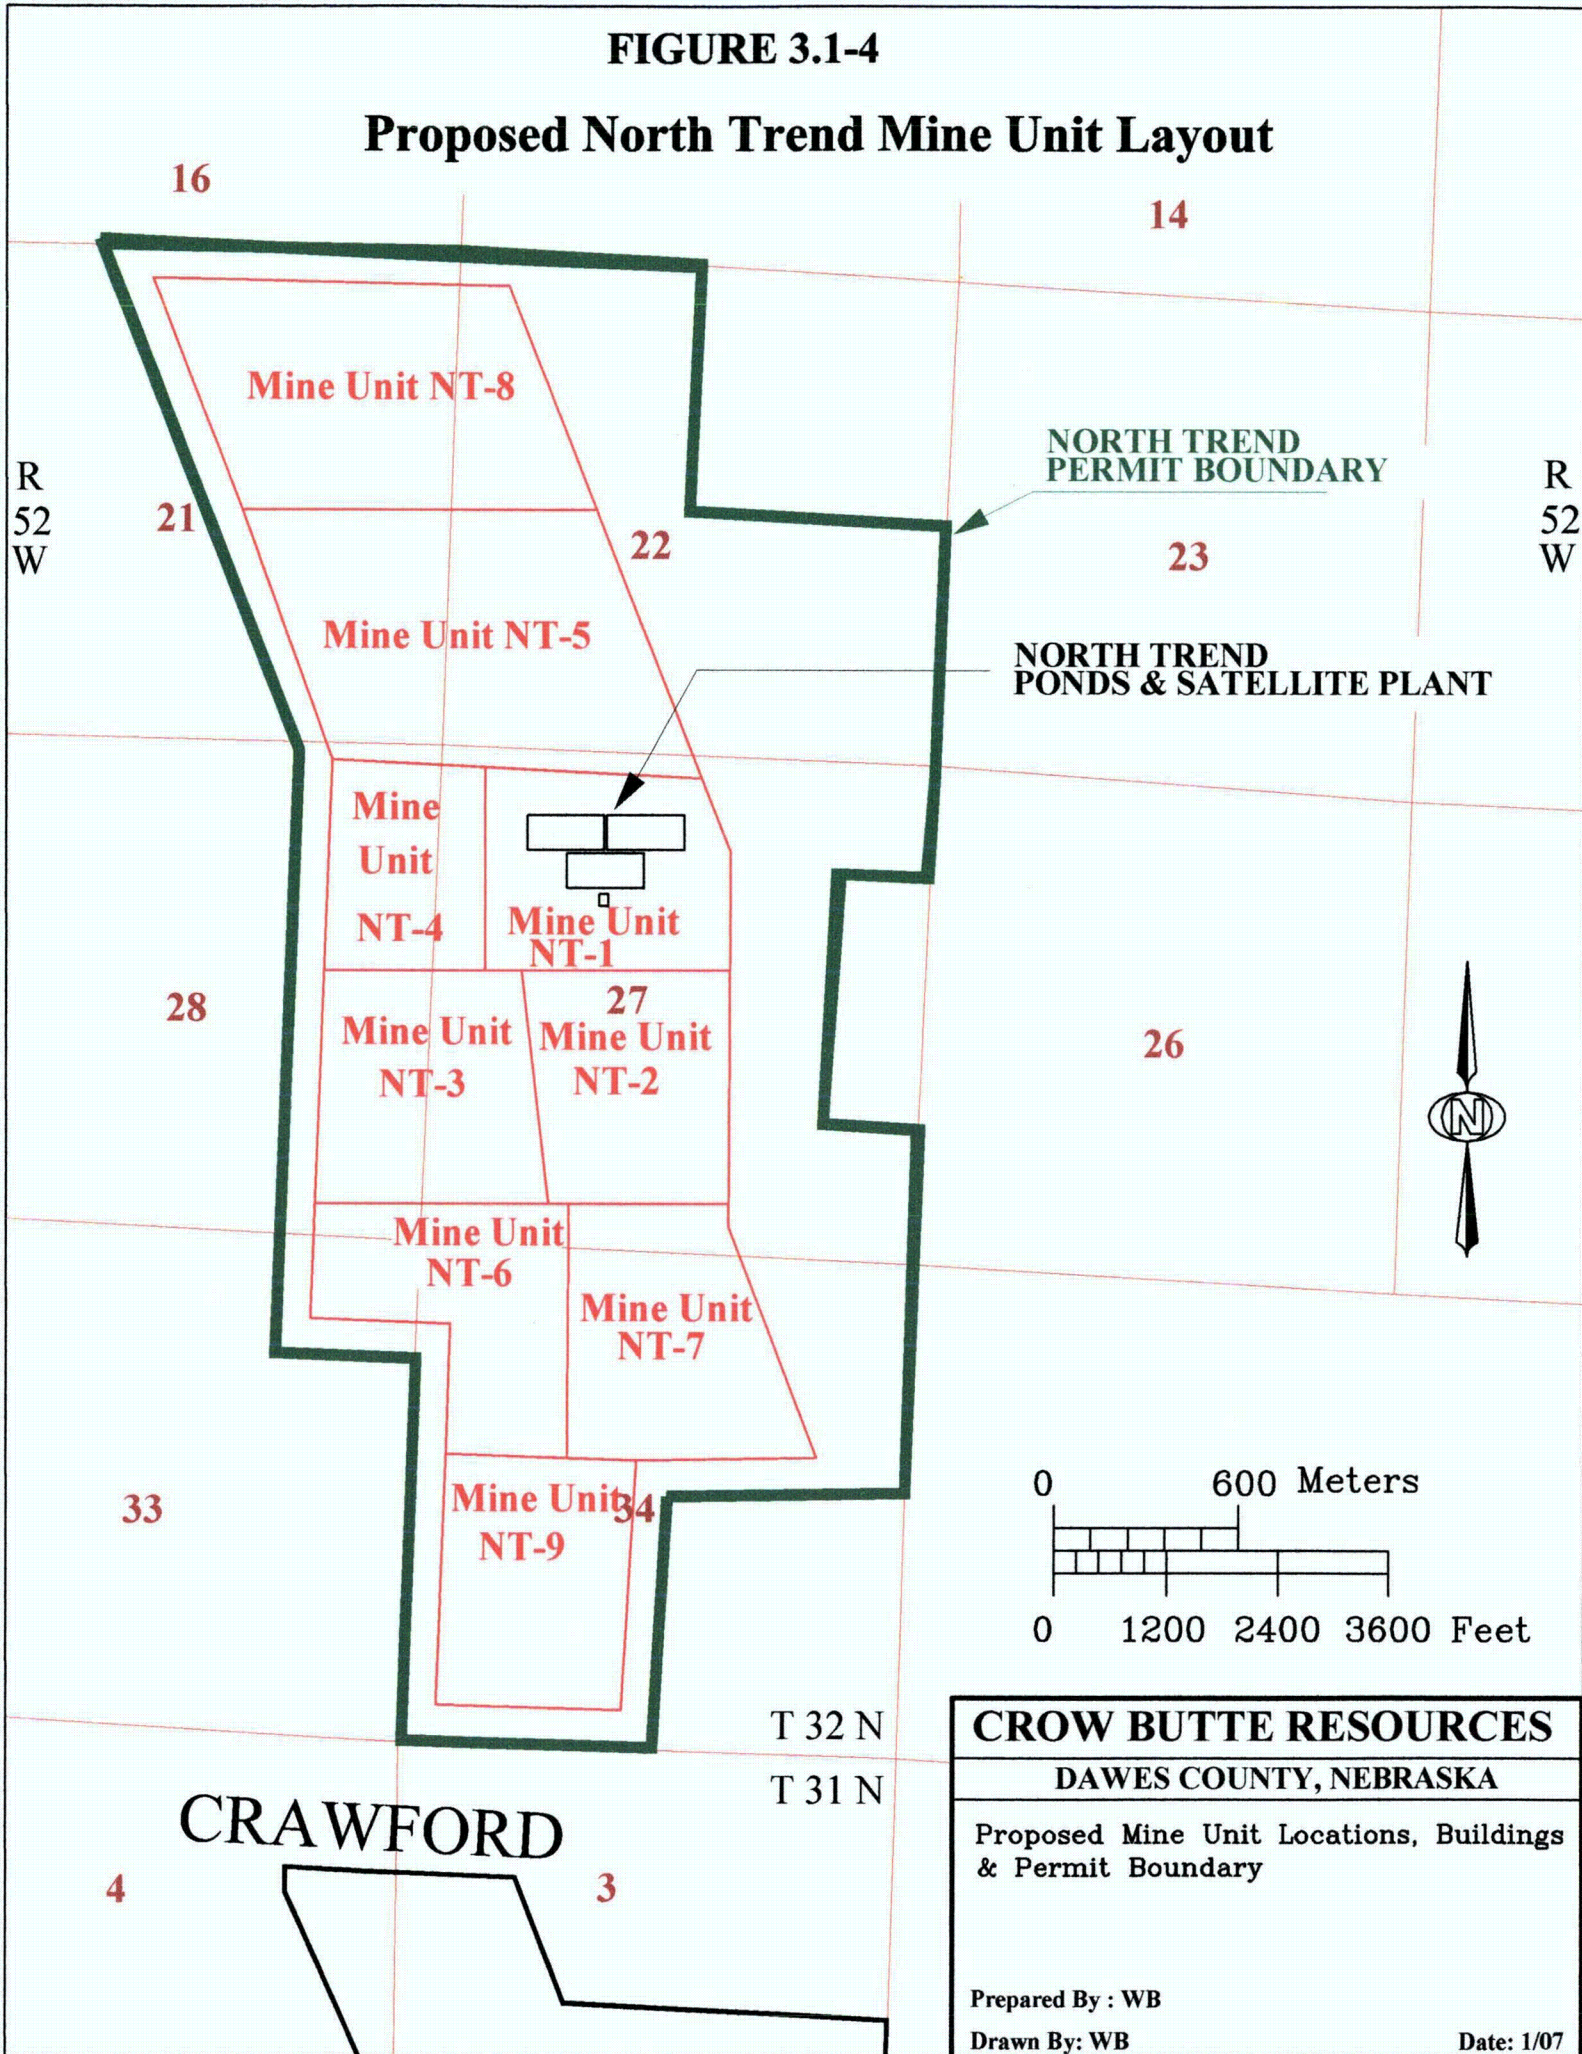 FIGURE 3.1-4
Proposed North Trend Mine Unit Layout
16
14
Mine Unit NT-8
NORTH TREND
PERMIT BOUNDARY
R
52
W
R
52
W
21
22
23
Mine Unit NT-5
NORTH TREND
PONDS & SATELLITE PLANT
Mine
Unit
NT-4
Mine Unit
NT-1
28
27
26
Mine Unit
NT-3
Mine Unit
NT-2
N
Mine Unit
NT-6
Mine Unit
NT-7
33
Mine Unit
NT-9
34
0 600 Meters
0 1200 2400 3600 Feet
T 32 N
T 31 N
CRAWFORD
4
3
CROW BUTTE RESOURCES
DAWES COUNTY, NEBRASKA
Proposed Mine Unit Locations, Buildings
& Permit Boundary
Prepared By : WB
Drawn By: WB Date: 1/07